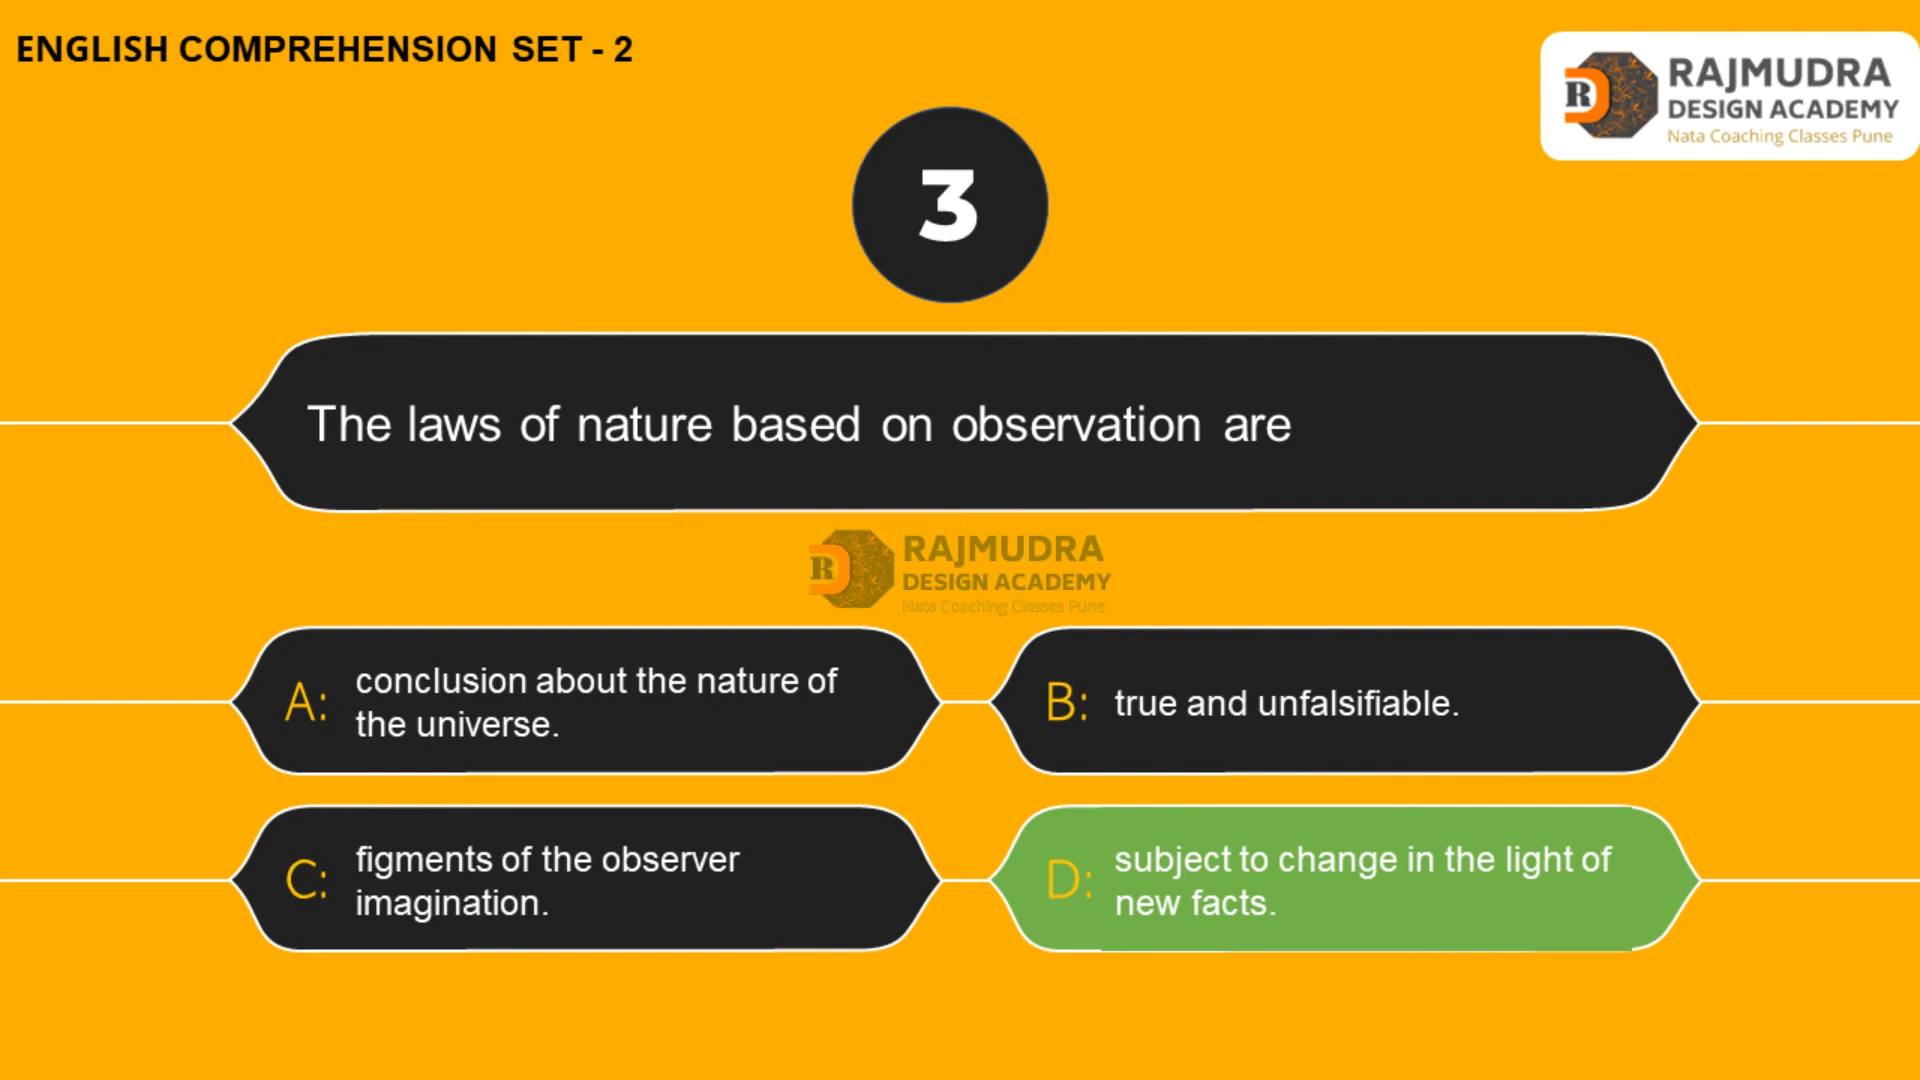 ENGLISH COMPREHENSION SET - 2
R
RAJMUDRA
DESIGN ACADEMY
Nata Coaching Classes Pune
3
The laws of nature based on observation are
R
RAJMUDRA
DESIGN ACADEMY
Nata Coaching Classes Pune
A: conclusion about the nature of
the universe.
B: true and unfalsifiable.
C: figments of the observer
imagination.
D: subject to change in the light of
new facts.